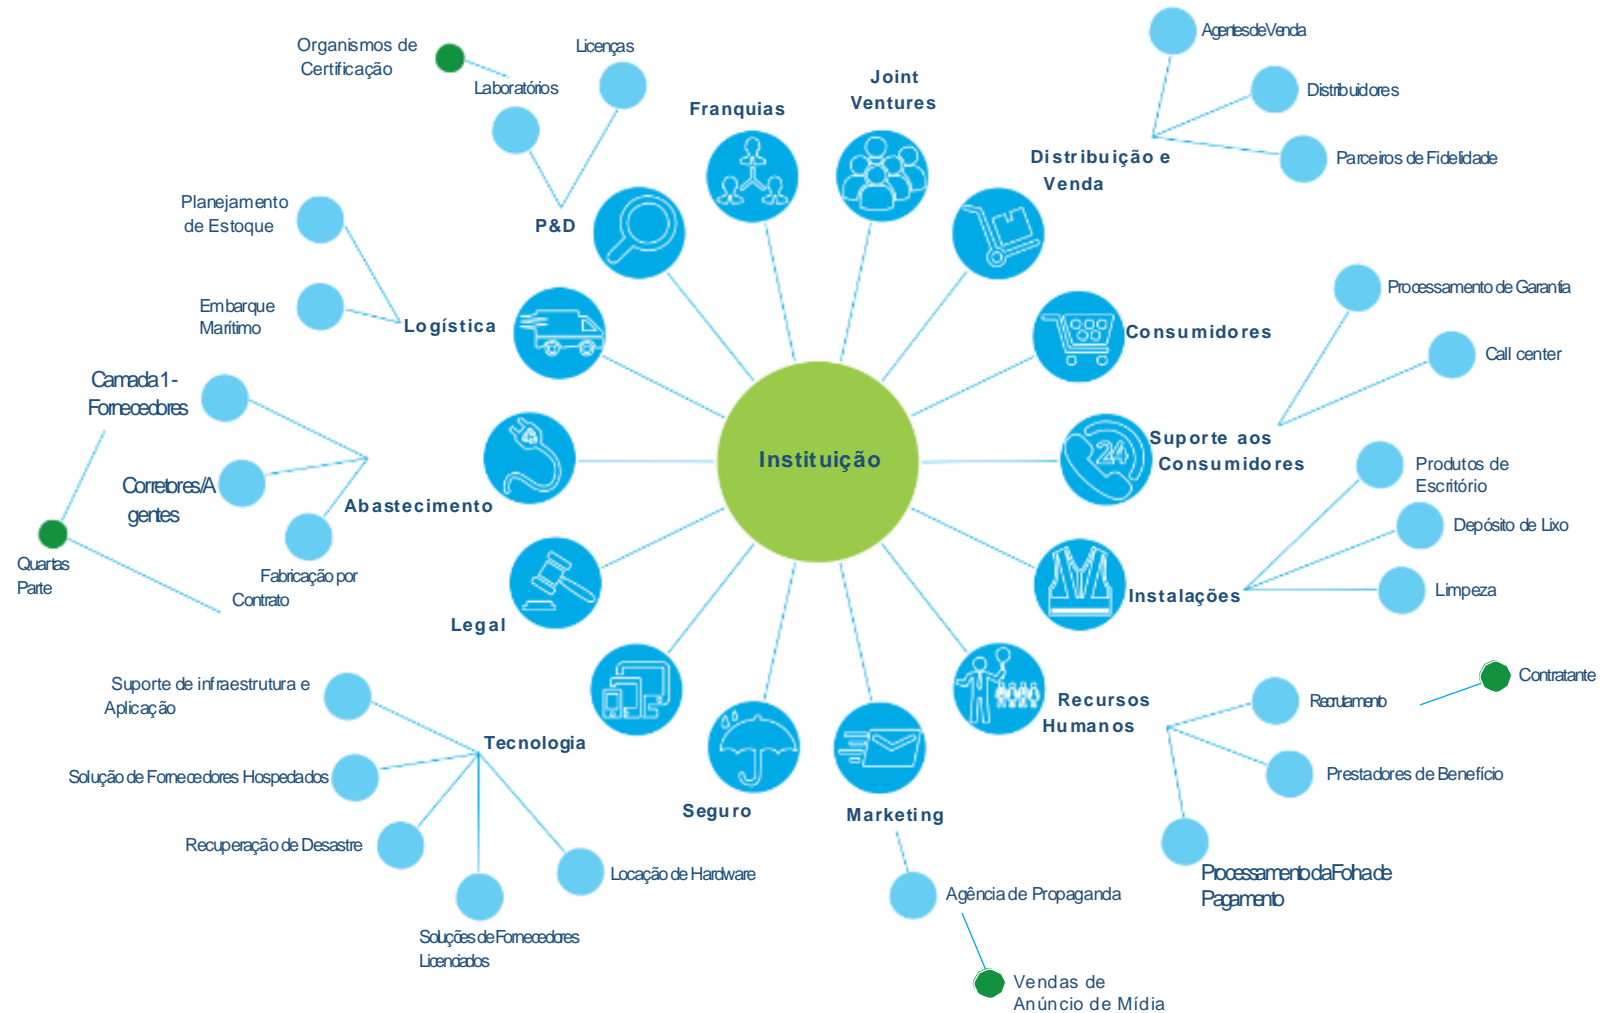 Organismos de
Certificação
Licenças
Laboratórios
Franquias
Joint
Ventures
Agentes de Venda
Distribuidores
Parceiros de Fidelidade
Distribuição e
Venda
P&D
Planejamento
de Estoque
Embarque
Marítimo
Logística
Processamento de Garantia
Call center
Consumidores
Camada 1 -
Fornecedores
Corretores/A
gentes
Abastecimento
Instituição
Suporte aos
Consumidores
Produtos de
Escritório
Depósito de Lixo
Limpeza
24
Quartas
Parte
Fabricação por
Contrato
Legal
Instalações
Suporte de infraestrutura e
Aplicação
Tecnologia
Solução de Fornecedores Hospedados
Recuperação de Desastre
Soluções de Fornecedores
Licenciados
Locação de Hardware
Seguro
Marketing
Recursos
Humanos
Recrutamento
Contratante
Prestadores de Benefício
Processamento da Folha de
Pagamento
Agência de Propaganda
Vendas de
Anúncio de Mídia